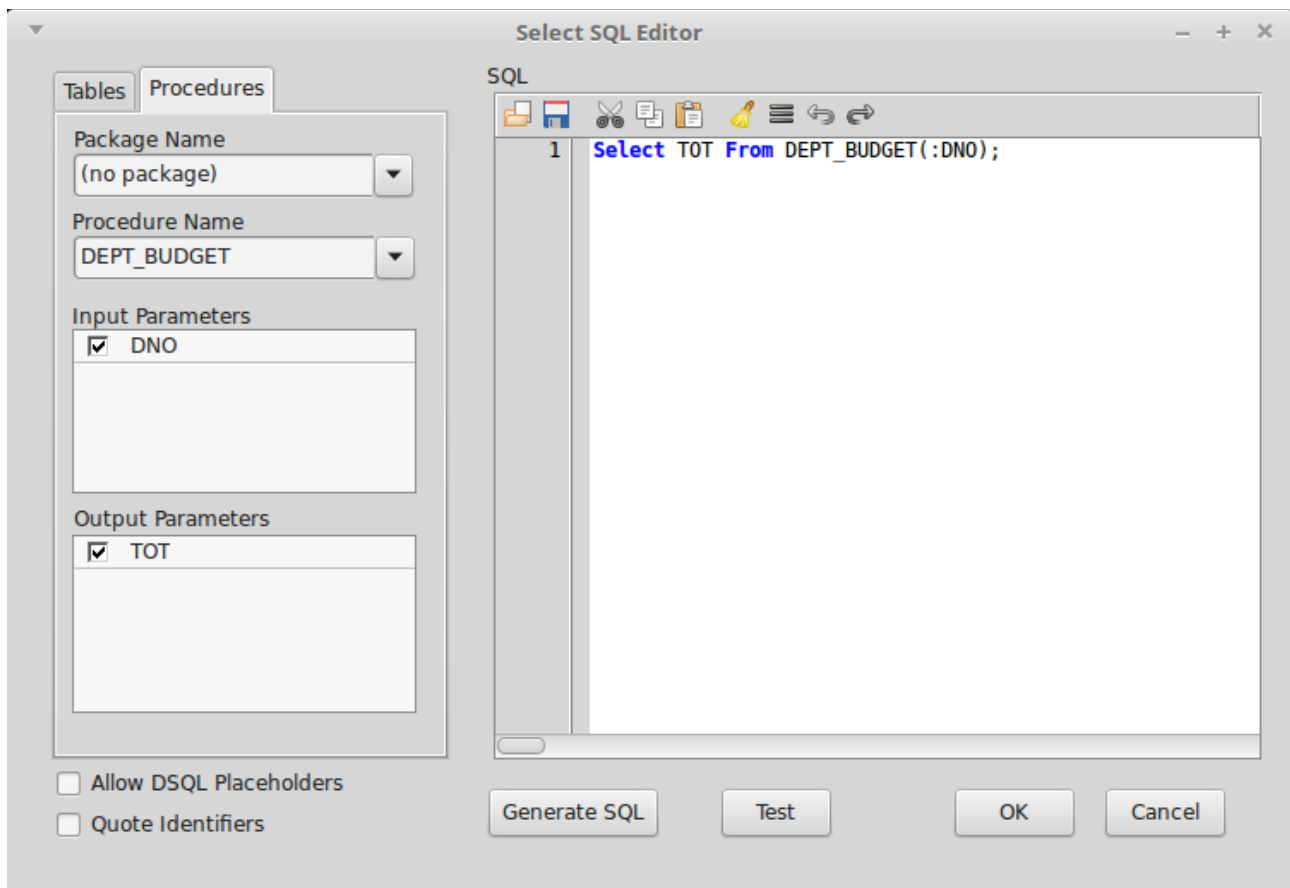 Select SQL Editor
Tables
Procedures
Package Name
(no package)
Procedure Name
DEPT_BUDGET
Input Parameters
DNO
Output Parameters
TOT
Allow DSQL Placeholders
Quote Identifiers
SQL
1 Select TOT From DEPT_BUDGET(:DNO);
Generate SQL
Test
OK
Cancel